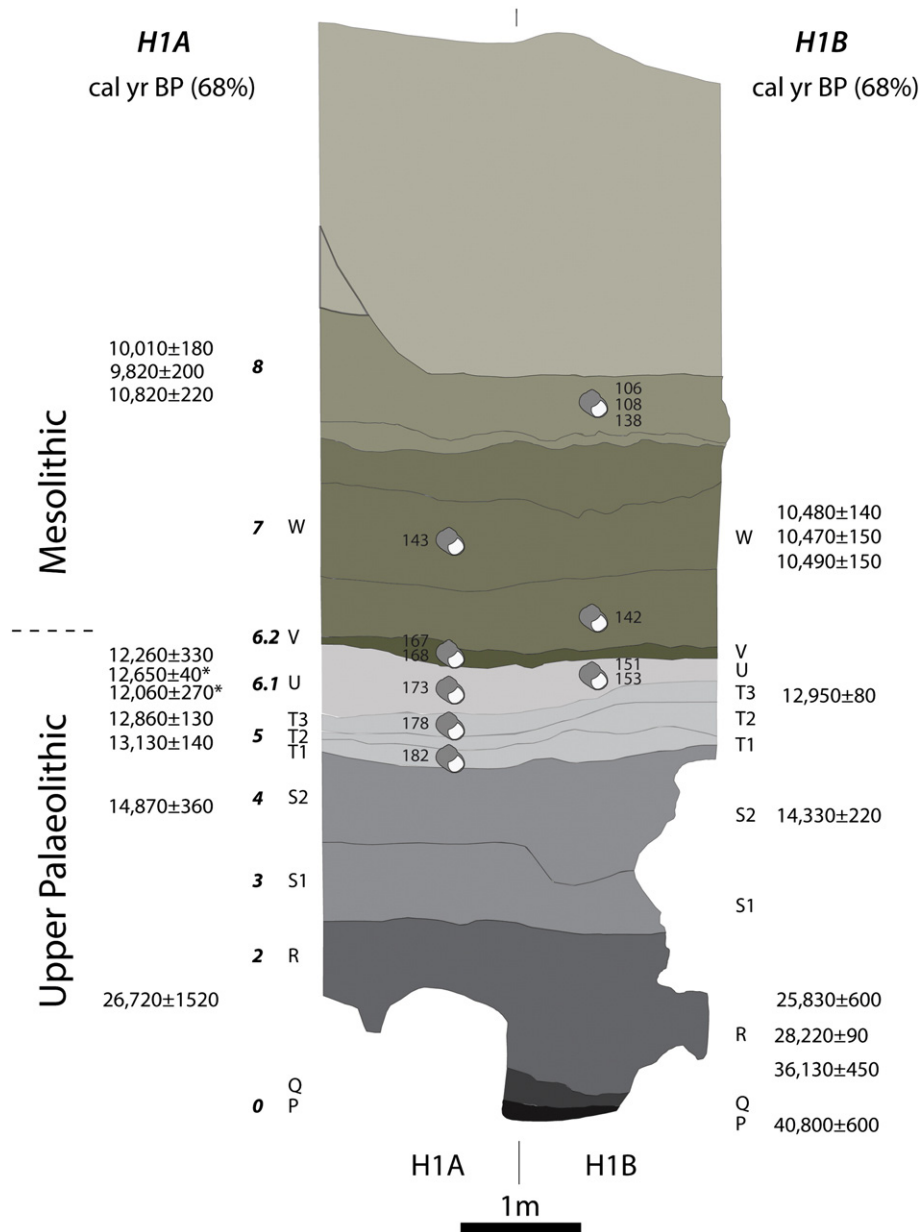 H1A
cal yr BP (68%)
H1B
cal yr BP (68%)
Mesolithic
Upper Palaeolithic
10,010±180
9,820±200
10,820±220
8
106
108
138
7 W
143
W
10,480±140
10,470±150
10,490±150
142
6.2 V
167
168
12,260±330
12,650±40*
12,060±270*
6.1 U
173
151
153
V
U
T3
T2
T1
12,950±80
12,860±130
13,130±140
5
T3
T2
T1
178
182
14,870±360
4 S2
S2 14,330±220
3 S1
S1
2 R
26,720±1520
25,830±600
R 28,220±90
36,130±450
Q
0 P
Q
P 40,800±600
H1A
H1B
1m